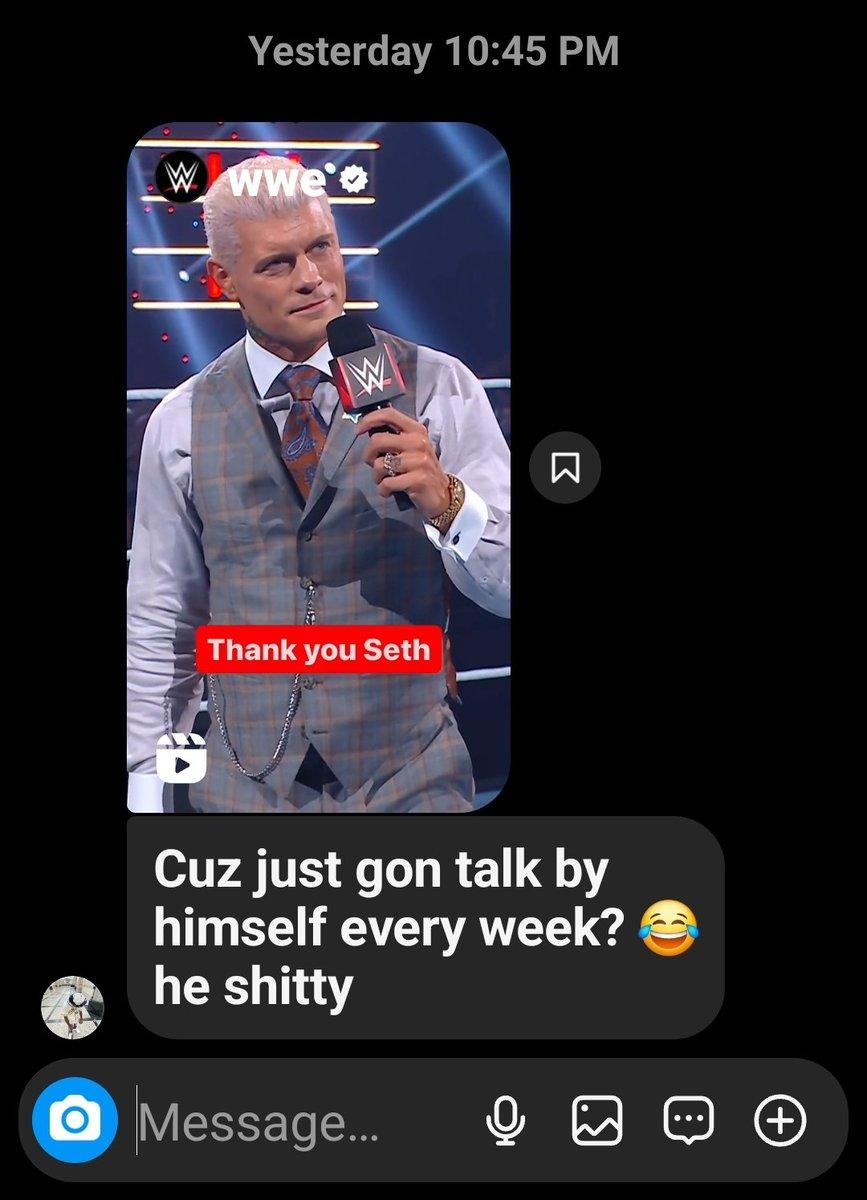 Yesterday 10:45 PM
W
wwe
W
Thank you Seth
Cuz just gon talk by
himself every week? 😂
he shitty
Message...